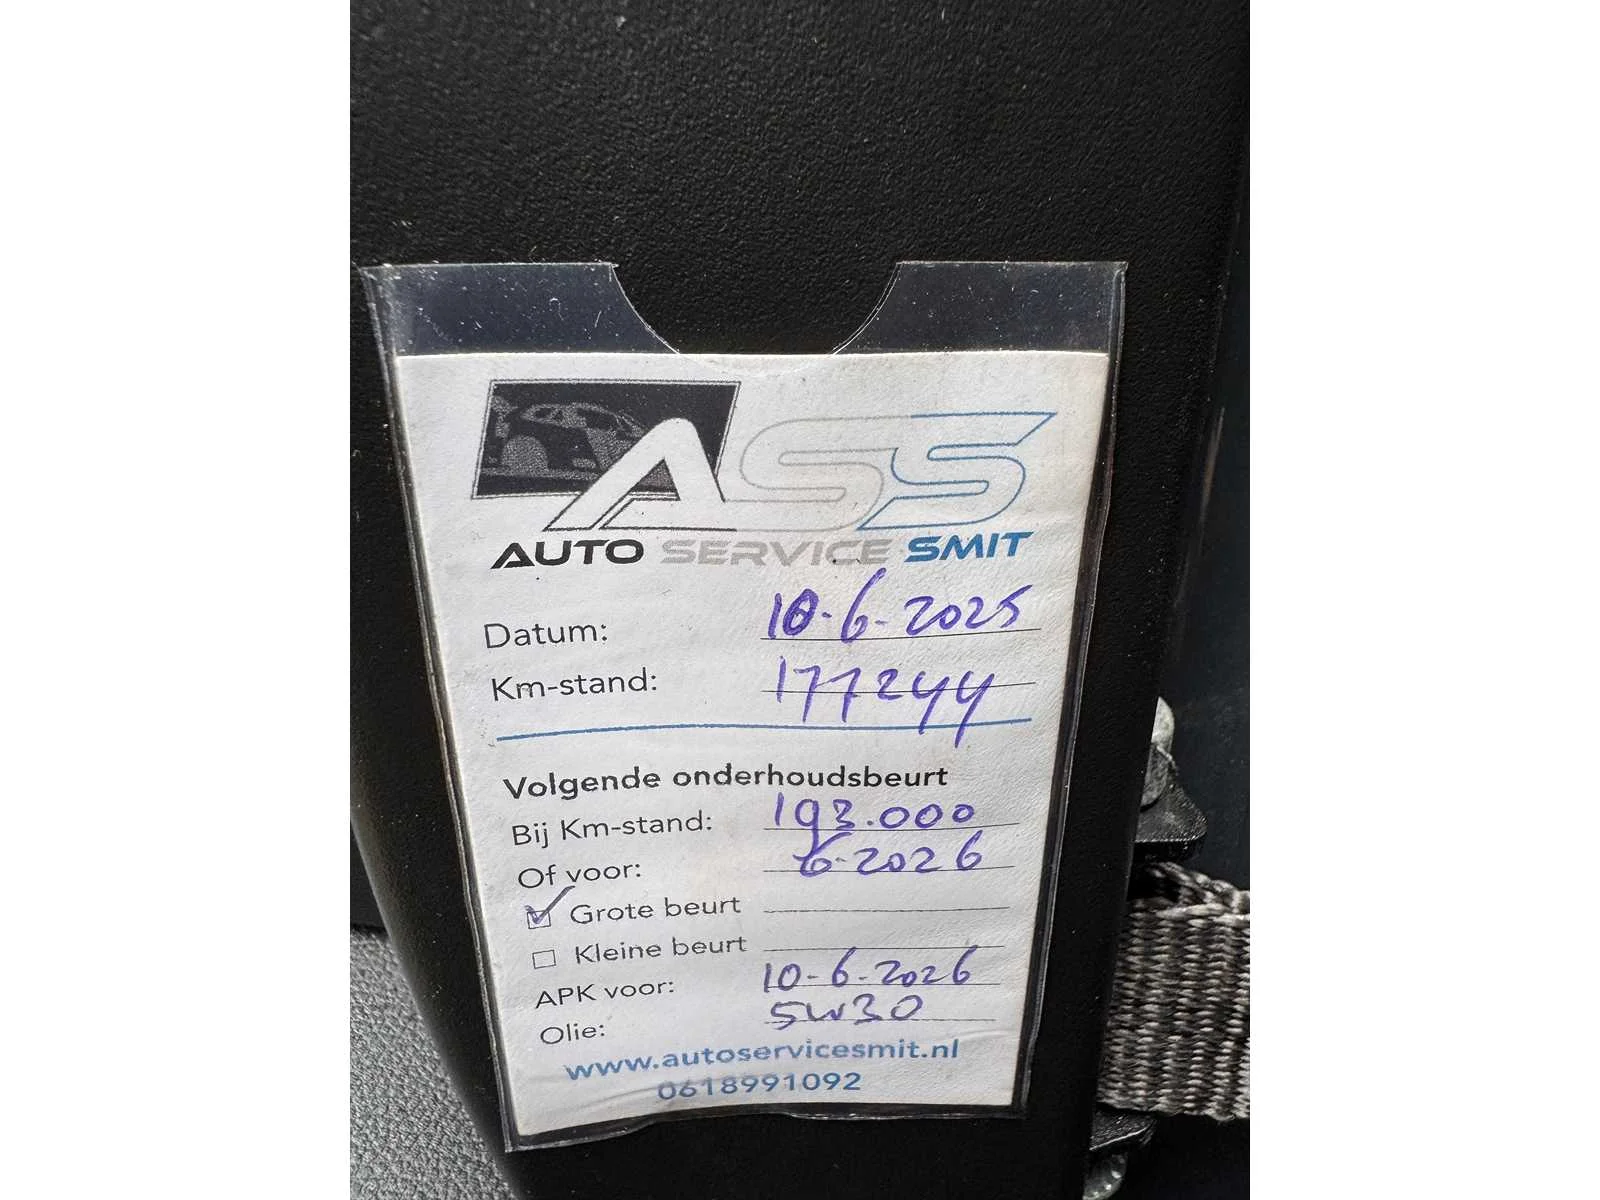 ASS
AUTO SERVICE SMIT
Datum: 10-6-2025
Km-stand: 177244
Volgende onderhoudsbeurt
Bij Km-stand: 193.000
Of voor: 6-2026
Grote beurt
Kleine beurt
APK voor: 10-6-2026
Olie: 5W30
www.autoservicesmit.nl
0618991092